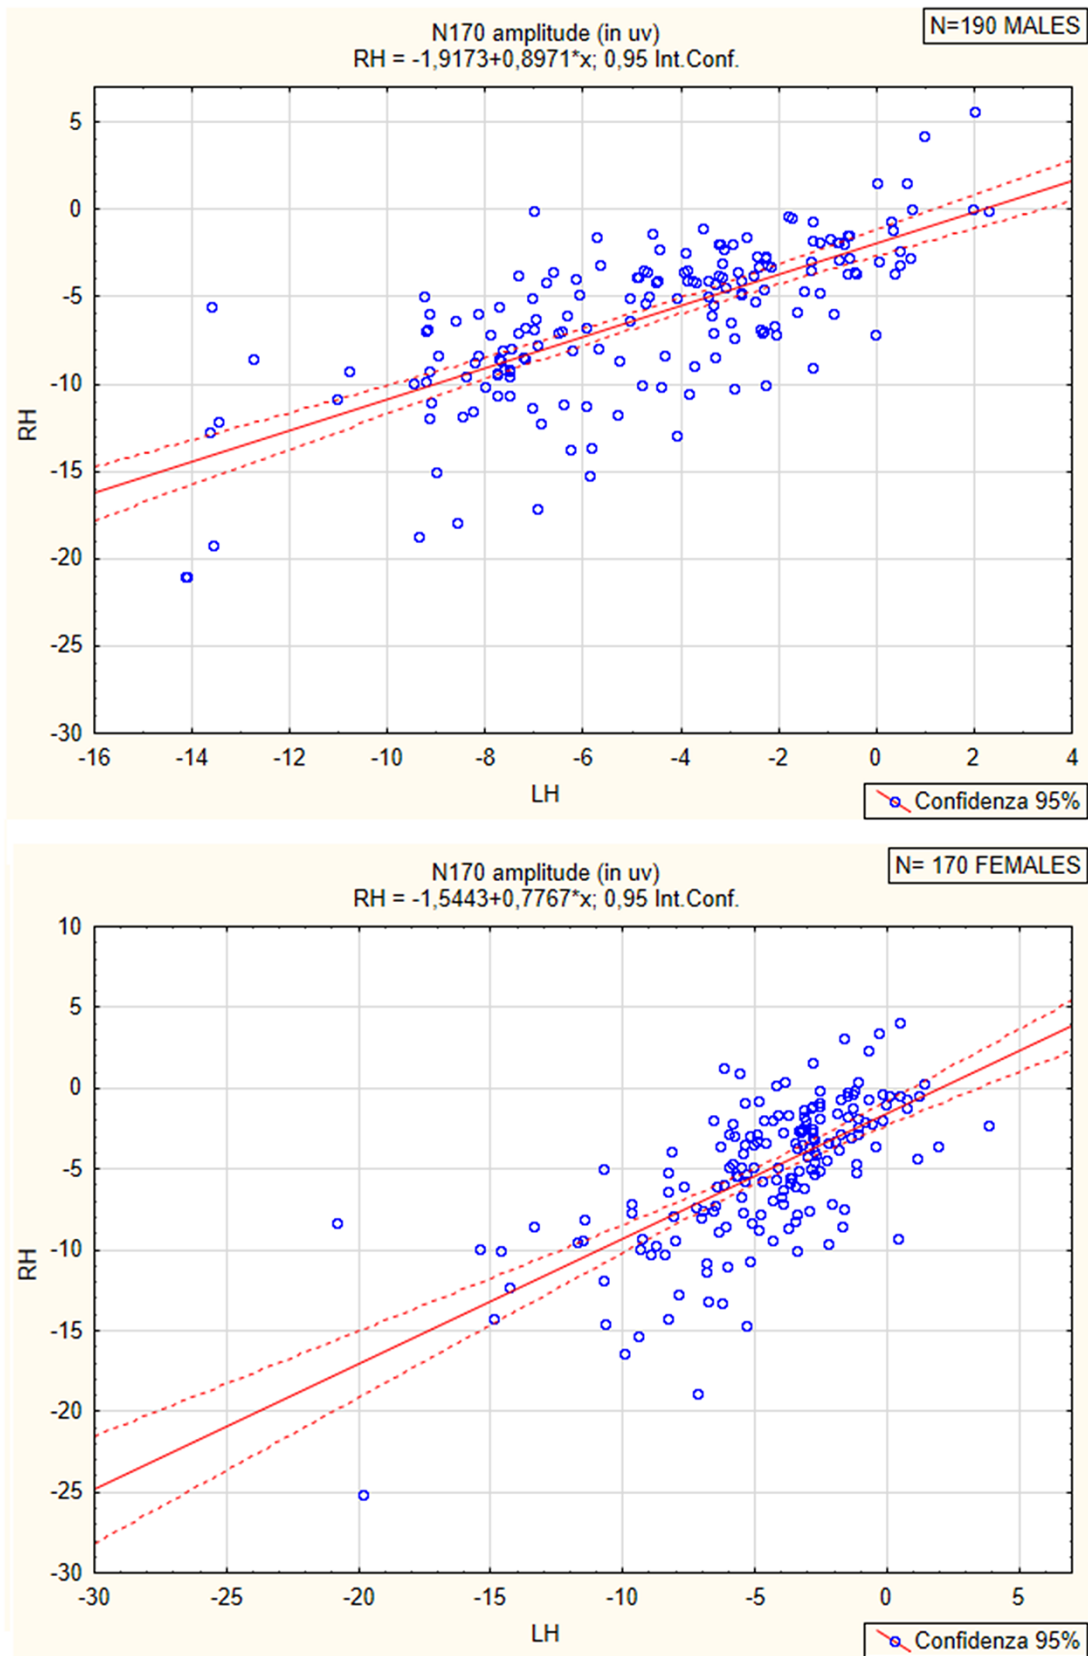 N170 amplitude (in uv)
N=190 MALES
RH = -1,9173+0,8971*x; 0,95 Int.Conf.
5
0
-5
-10
-15
-20
-25
-30
RH
-16 -14 -12 -10 -8 -6 -4 -2 0 2 4
LH
Confidenza 95%
N170 amplitude (in uv)
N= 170 FEMALES
RH = -1,5443+0,7767*x; 0,95 Int.Conf.
10
5
0
-5
-10
-15
-20
-25
-30
RH
-30 -25 -20 -15 -10 -5 0 5
LH
Confidenza 95%